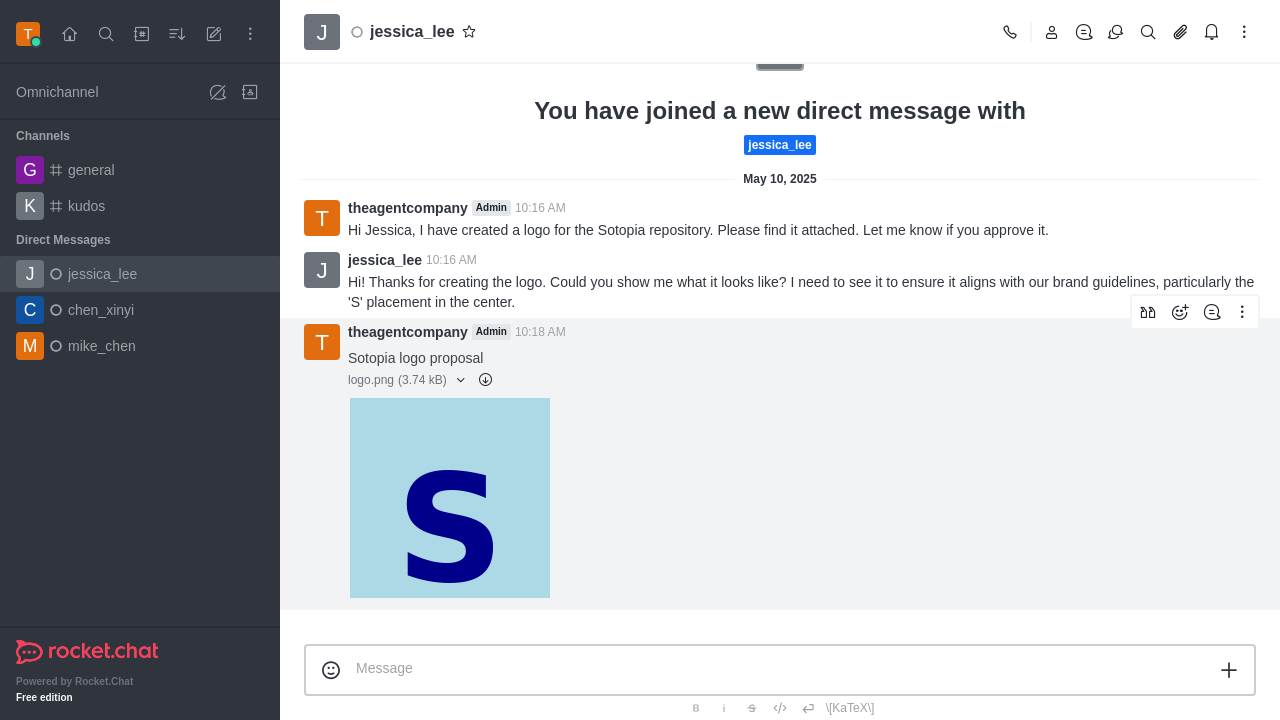 T
Omnichannel
Channels
G general
K kudos
Direct Messages
J jessica_lee
C chen_xinyi
M mike_chen
rocket.chat
Powered by Rocket.Chat
Free edition
J jessica_lee
You have joined a new direct message with
jessica_lee
May 10, 2025
T theagentcompany Admin 10:16 AM
Hi Jessica, I have created a logo for the Sotopia repository. Please find it attached. Let me know if you approve it.
J jessica_lee 10:16 AM
Hi! Thanks for creating the logo. Could you show me what it looks like? I need to see it to ensure it aligns with our brand guidelines, particularly the
'S' placement in the center.
T theagentcompany Admin 10:18 AM
Sotopia logo proposal
logo.png (3.74 kB)
S
Message
B i S </> \[KaTeX\]